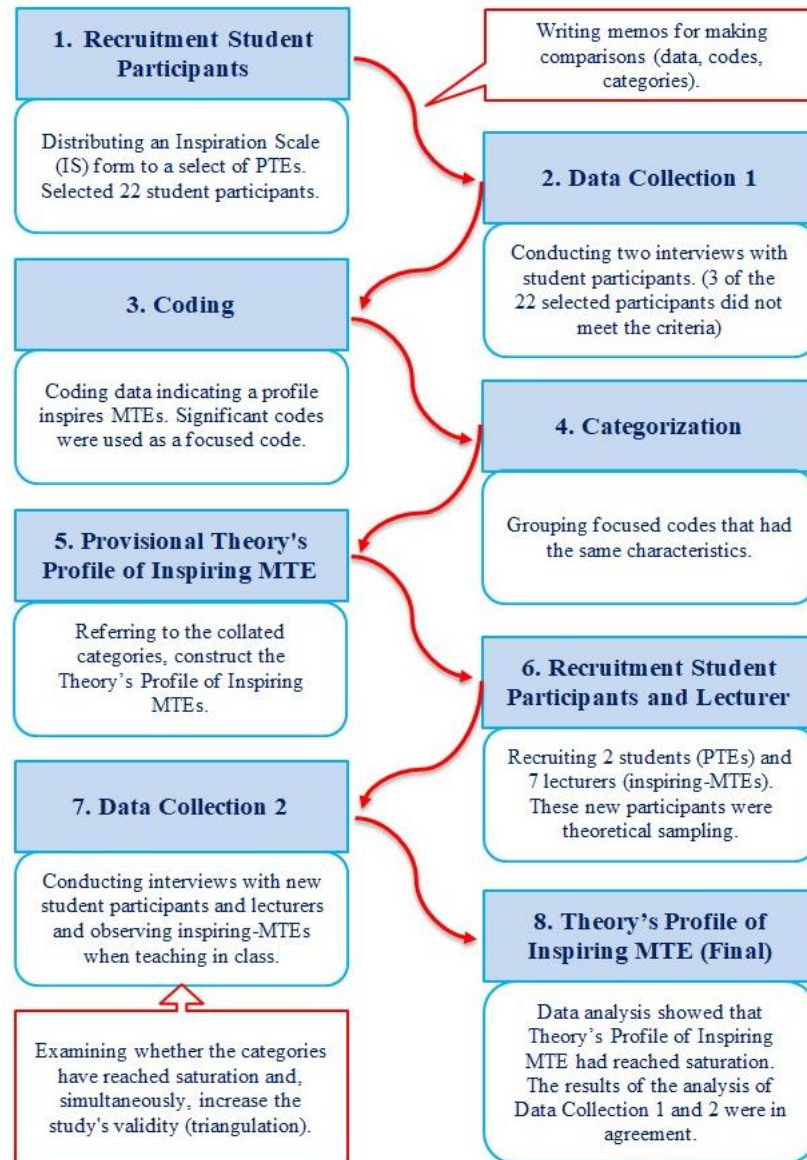 1. Recruitment Student
Participants
Distributing an Inspiration Scale
(IS) form to a select of PTEs.
Selected 22 student participants.
Writing memos for making
comparisons (data, codes,
categories).
2. Data Collection 1
Conducting two interviews with
student participants. (3 of the
22 selected participants did not
meet the criteria)
3. Coding
Coding data indicating a profile
inspires MTEs. Significant codes
were used as a focused code.
4. Categorization
Grouping focused codes that had
the same characteristics.
5. Provisional Theory's
Profile of Inspiring MTE
Referring to the collated
categories, construct the
Theory’s Profile of Inspiring
MTEs.
6. Recruitment Student
Participants and Lecturer
Recruiting 2 students (PTEs) and
7 lecturers (inspiring-MTEs).
These new participants were
theoretical sampling.
7. Data Collection 2
Conducting interviews with new
student participants and lecturers
and observing inspiring-MTEs
when teaching in class.
Examining whether the categories
have reached saturation and,
simultaneously, increase the
study's validity (triangulation).
8. Theory’s Profile of
Inspiring MTE (Final)
Data analysis showed that
Theory’s Profile of Inspiring
MTE had reached saturation.
The results of the analysis of
Data Collection 1 and 2 were in
agreement.